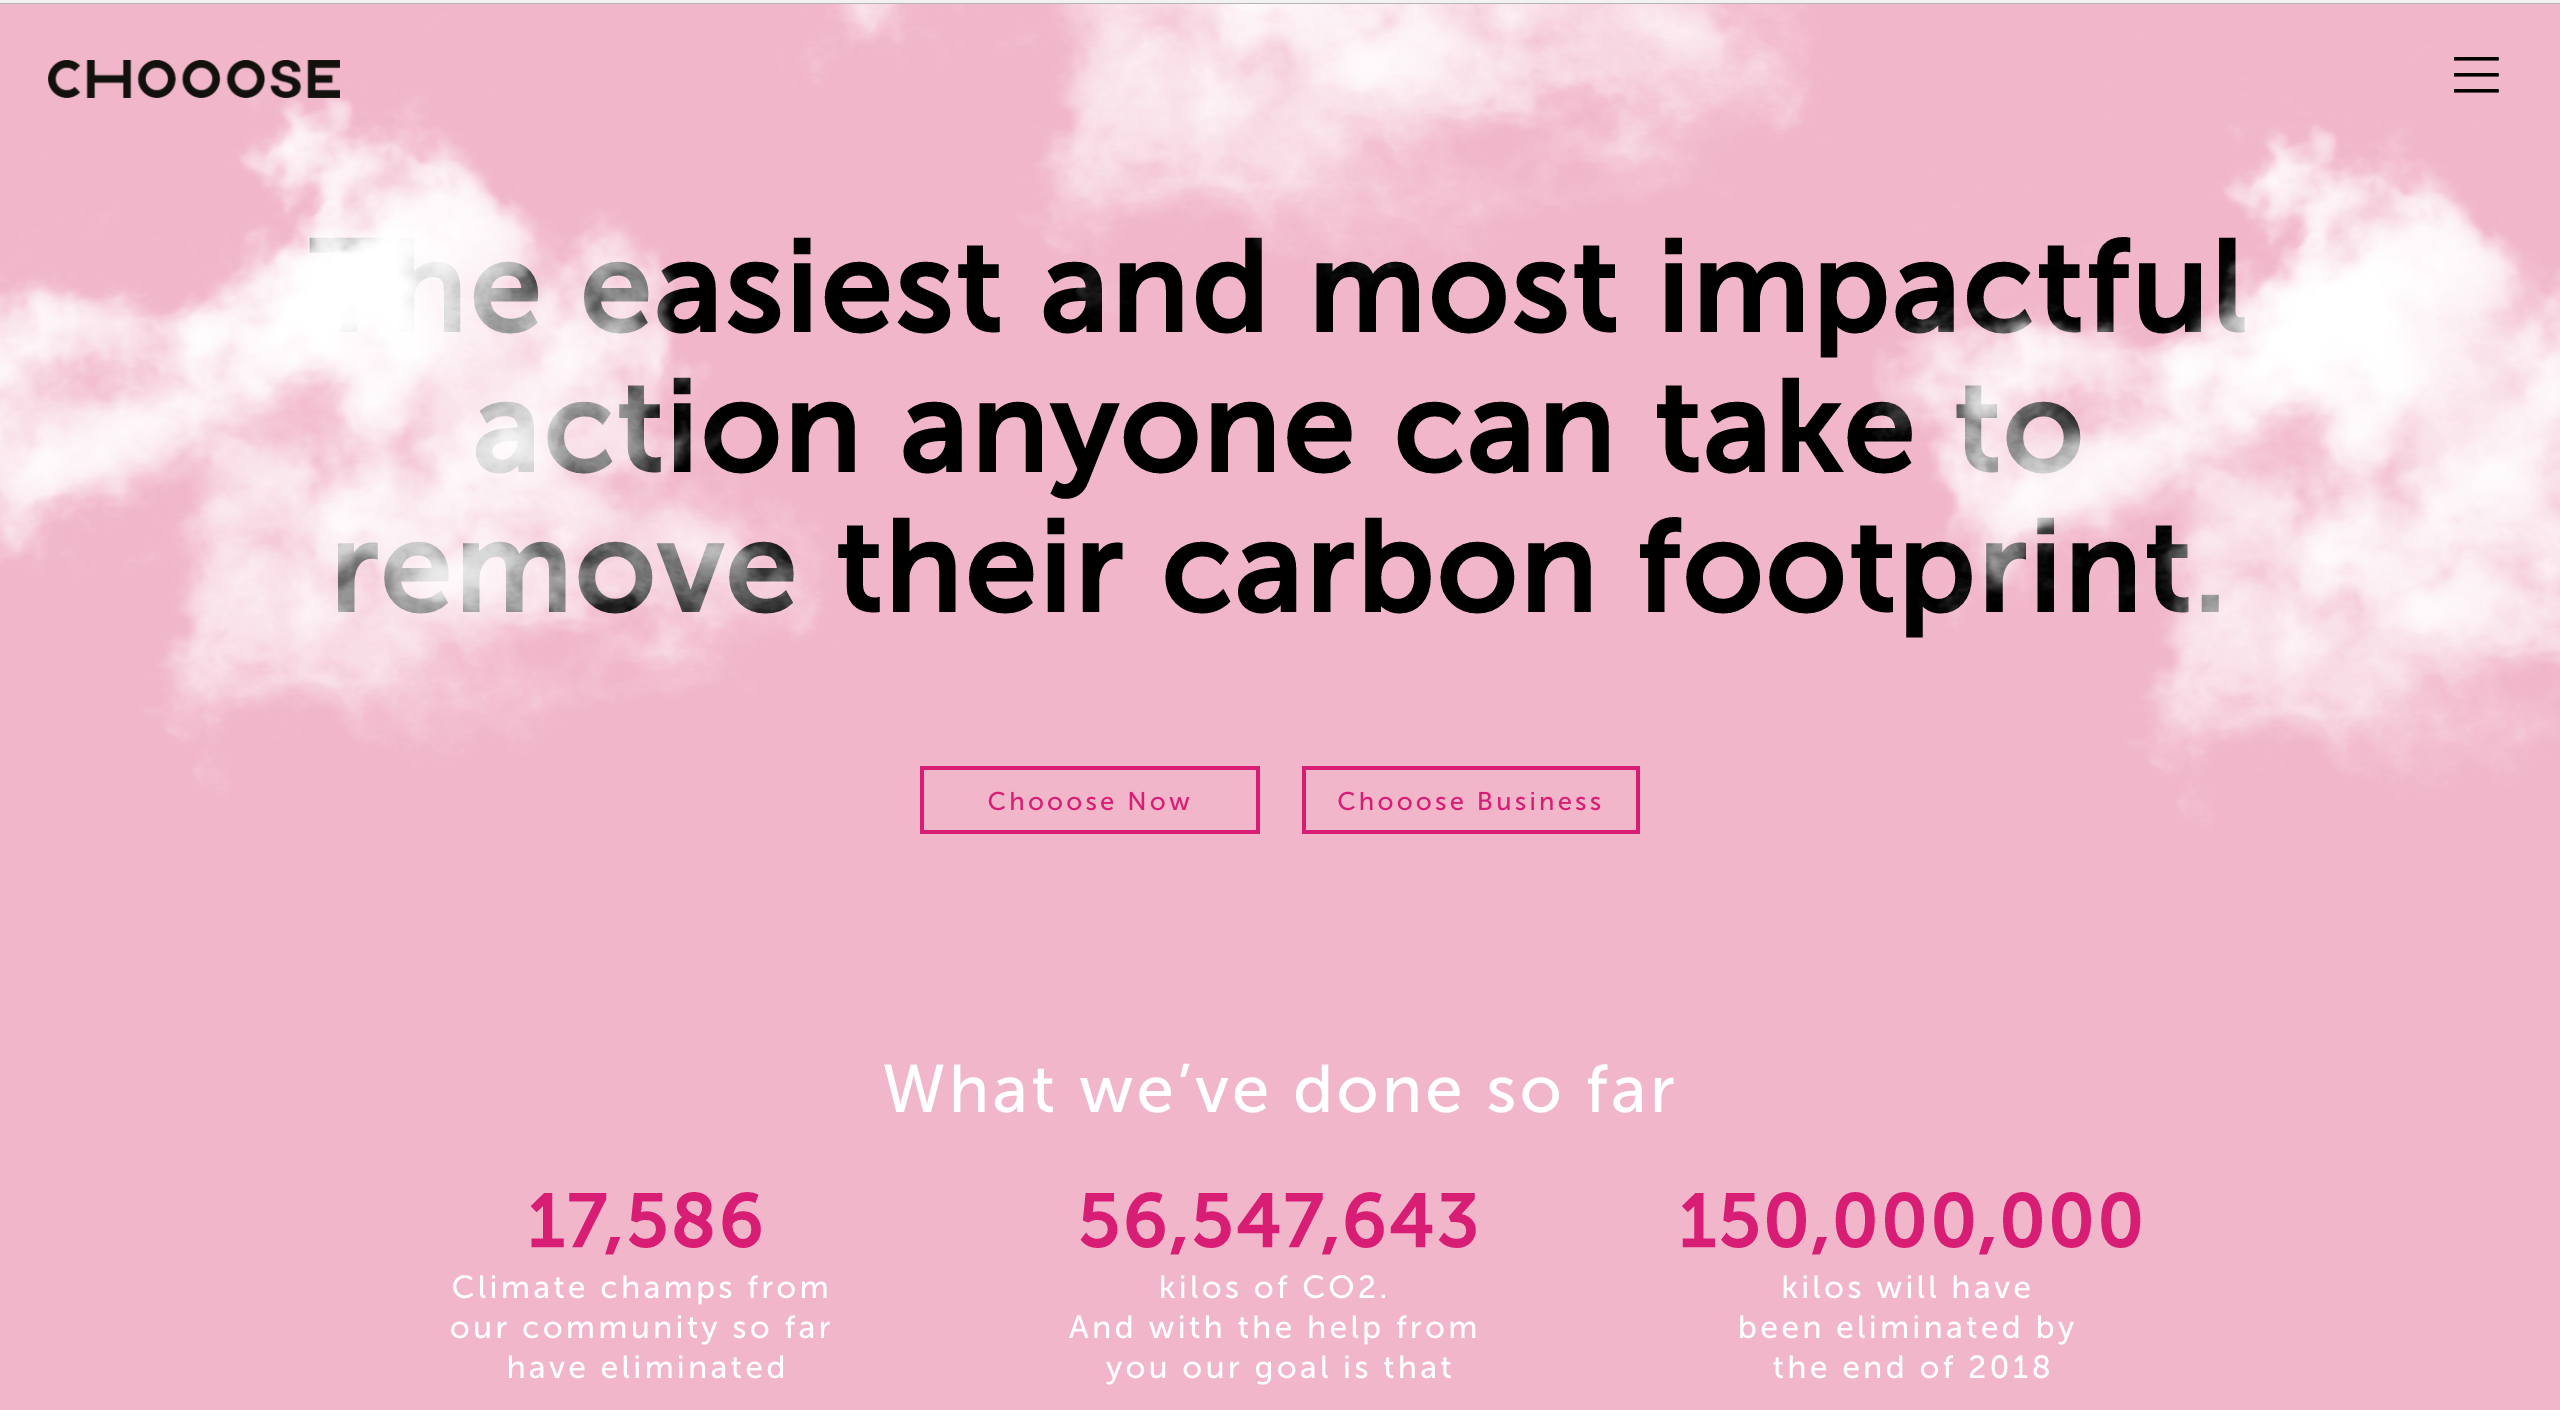 CHOOOSE
The easiest and most impactful
action anyone can take to
remove their carbon footprint.
Chooose Now
Chooose Business
What we’ve done so far
17,586
Climate champs from
our community so far
have eliminated
56,547,643
kilos of CO2.
And with the help from
you our goal is that
150,000,000
kilos will have
been eliminated by
the end of 2018